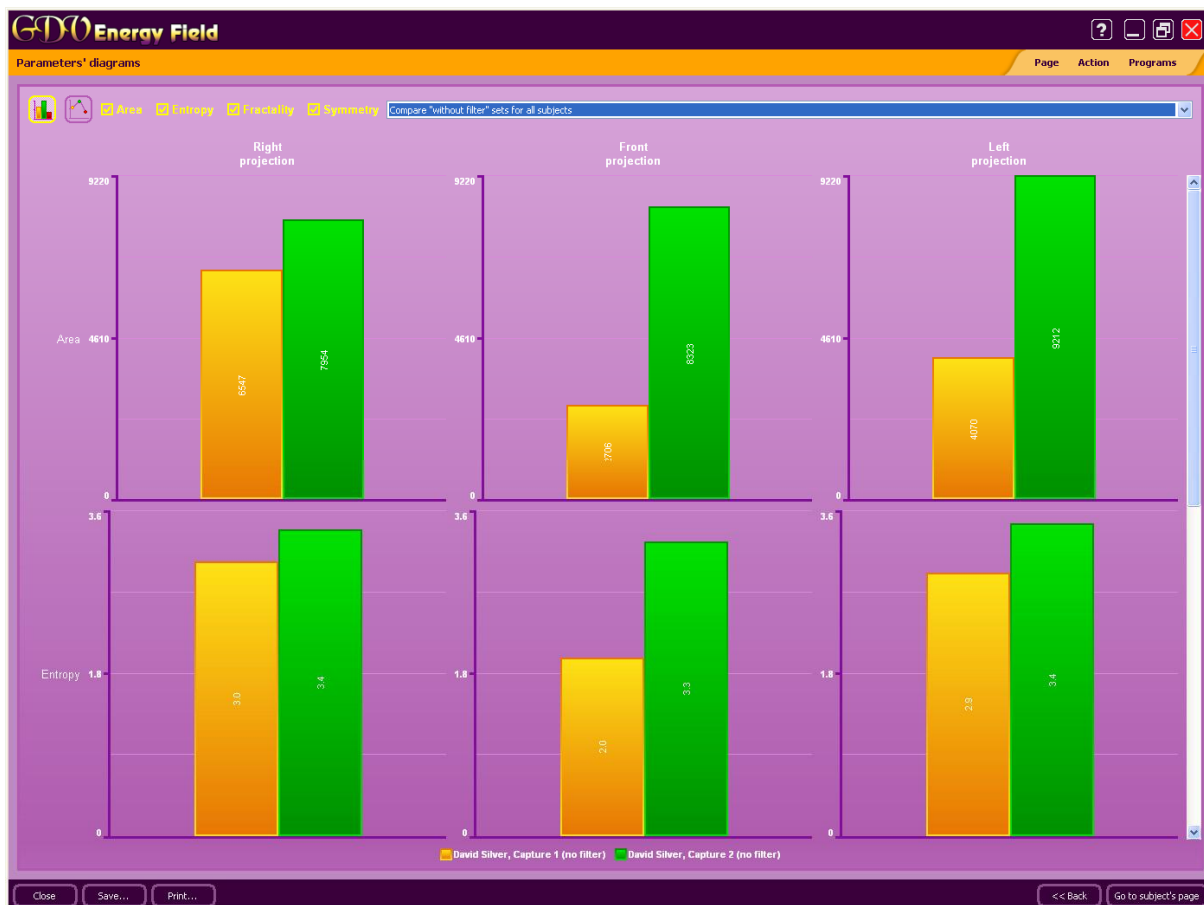 GDV Energy Field
?
Parameters' diagrams
Page Action Programs
Area Entropy Fractality Symmetry Compare "without filter" sets for all subjects
Right
projection
Front
projection
Left
projection
9220
9220
9220
Area 4610
4610
4610
6547
7954
2706
8323
4070
9212
0
0
0
3.6
3.6
3.6
Entropy 1.8
1.8
1.8
3.0
3.4
2.0
3.3
2.9
3.4
0
0
0
David Silver, Capture 1 (no filter) David Silver, Capture 2 (no filter)
Close Save... Print... << Back Go to subject's page